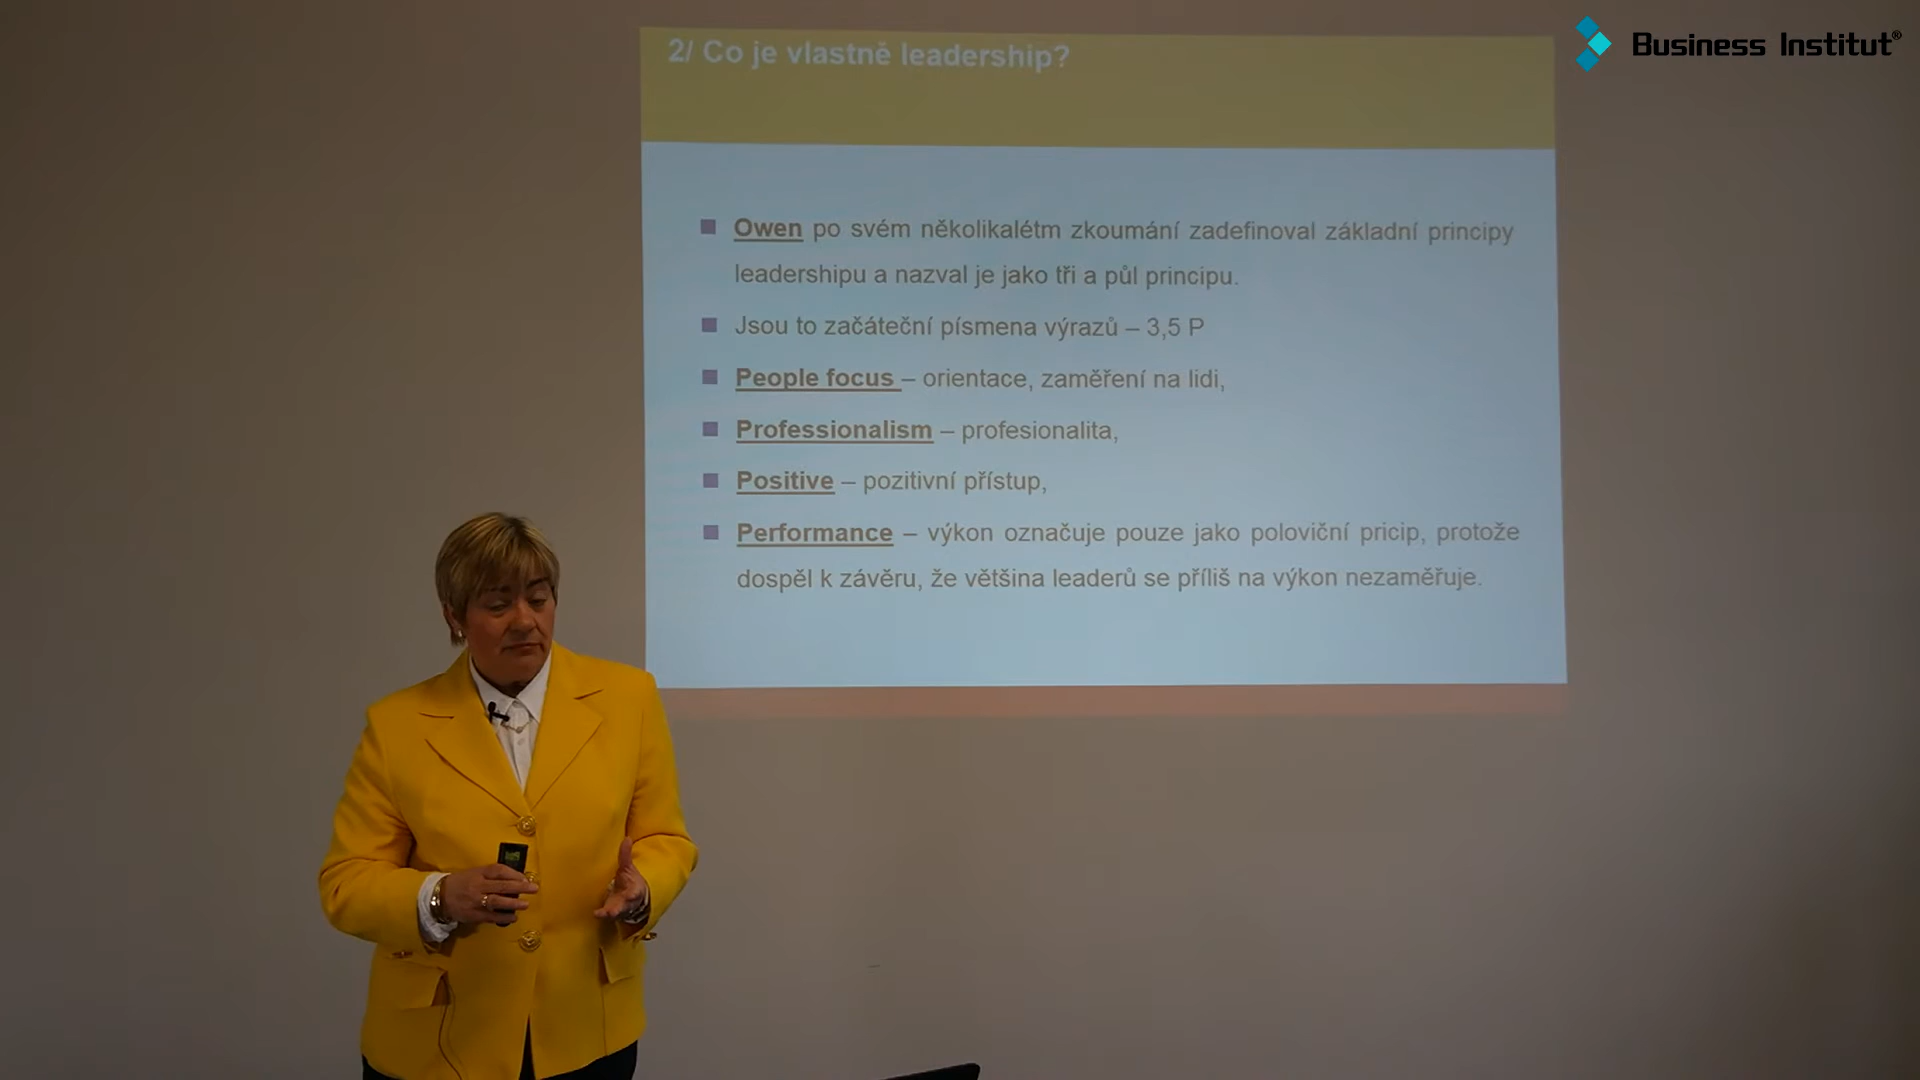 Business Institut®
2/ Co je vlastně leadership?
Owen po svém několikalétm zkoumání zadefinoval základní principy
leadershipu a nazval je jako tři a půl principu.
Jsou to začáteční písmena výrazů – 3,5 P
People focus – orientace, zaměření na lidi,
Professionalism – profesionalita,
Positive – pozitivní přístup,
Performance – výkon označuje pouze jako poloviční pricip, protože
dospěl k závěru, že většina leaderů se příliš na výkon nezaměřuje.